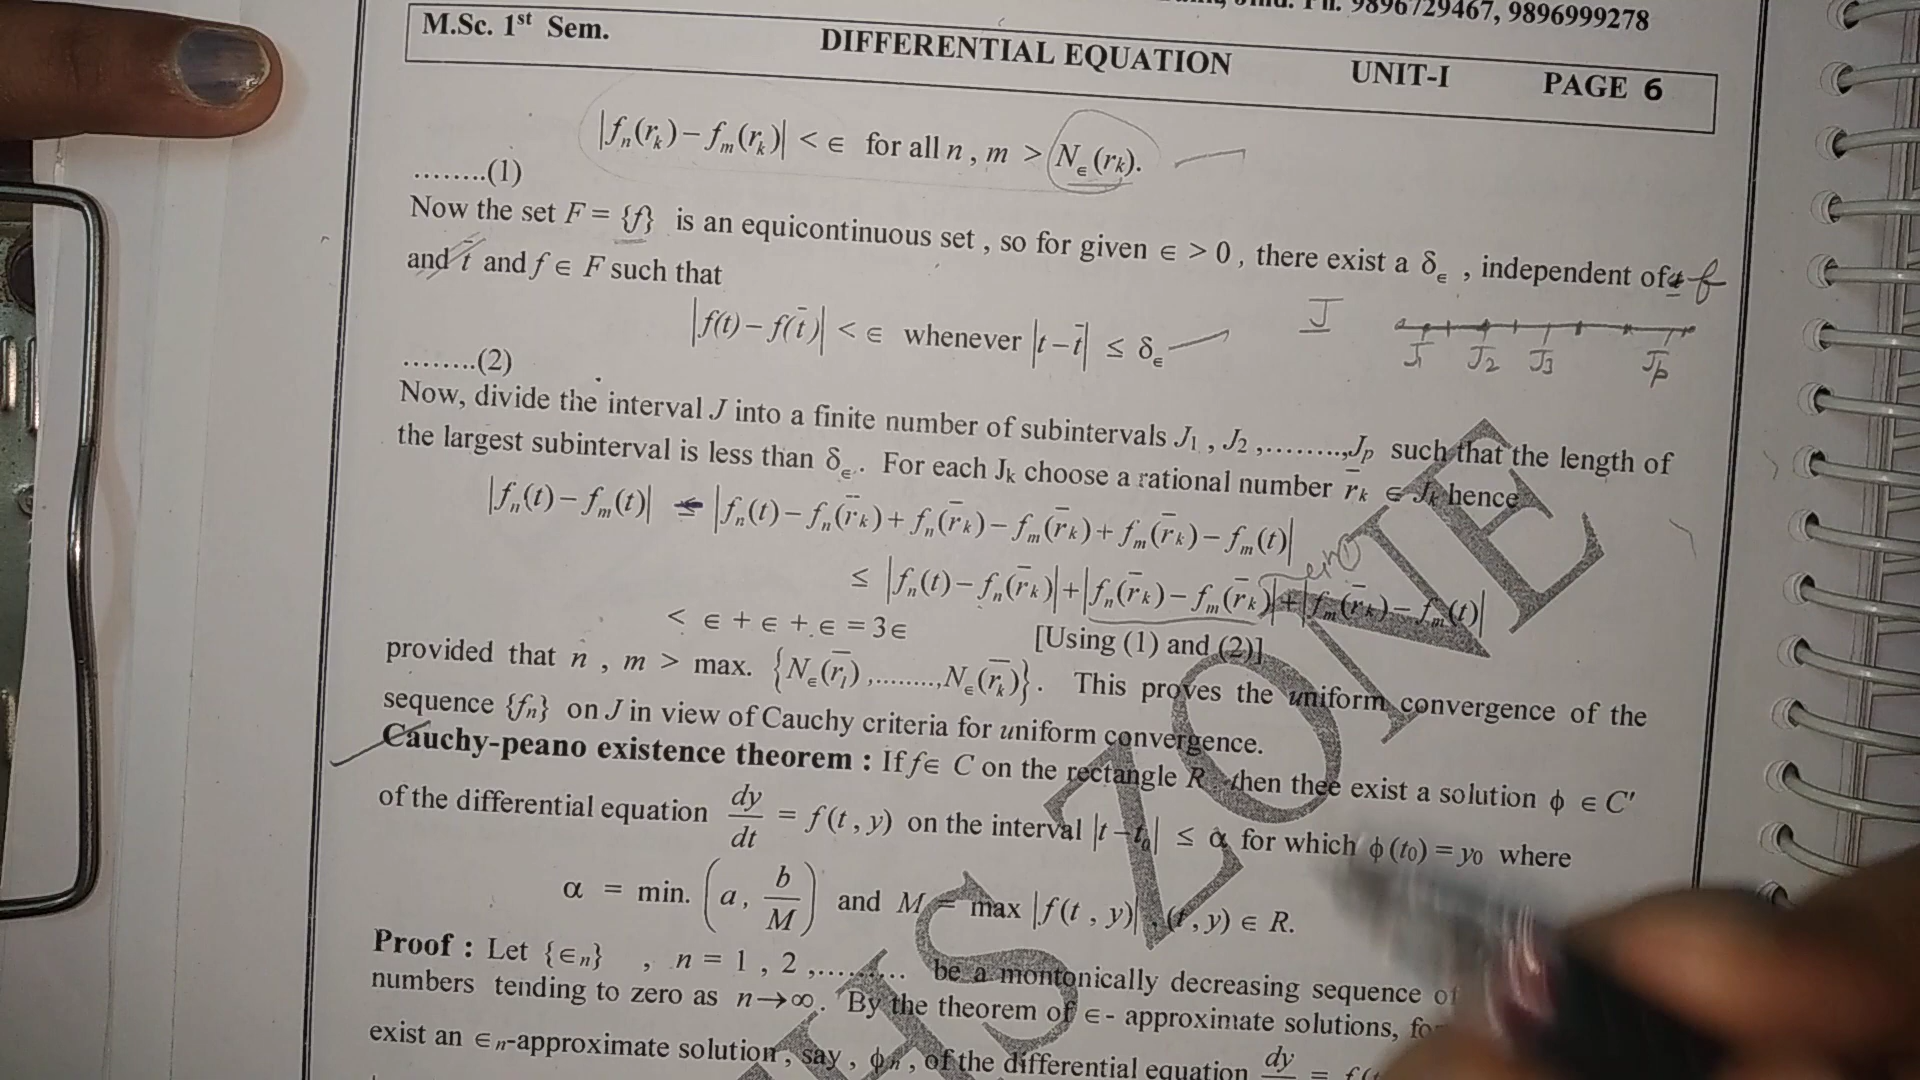 Ph. 9896729467, 9896999278
M.Sc. 1st Sem. DIFFERENTIAL EQUATION UNIT-I PAGE 6
|fn(rk) − fm(rk)| < ∈ for all n , m > N∈(rk).
........(1)
Now the set F = {f} is an equicontinuous set , so for given ∈ > 0 , there exist a δ∈ , independent of t f
and t̄ and f ∈ F such that
|f(t) − f(t̄)| < ∈ whenever |t − t̄| ≤ δ∈
........(2)
J
J1 J2 J3 Jp
Now, divide the interval J into a finite number of subintervals J1 , J2 ,........,Jp such that the length of
the largest subinterval is less than δ∈. For each Jk choose a rational number r̄k ∈ Jk hence
|fn(t) − fm(t)| ≤ |fn(t) − fn(r̄k) + fn(r̄k) − fm(r̄k) + fm(r̄k) − fm(t)|
≤ |fn(t) − fn(r̄k)| + |fn(r̄k) − fm(r̄k)| + |fm(r̄k) − fm(t)|
< ∈ + ∈ + ∈ = 3∈ [Using (1) and (2)]
provided that n , m > max. {N∈(r̄1) ,........,N∈(r̄k)}. This proves the uniform convergence of the
sequence {fn} on J in view of Cauchy criteria for uniform convergence.
Cauchy-peano existence theorem : If f∈ C on the rectangle R then thee exist a solution ϕ ∈ C′
of the differential equation dy/dt = f(t , y) on the interval |t − t0| ≤ α for which ϕ (t0) = y0 where
α = min. (a, b/M) and M = max |f(t , y)| , (t , y) ∈ R.
Proof : Let {∈n} , n = 1 , 2 ,......... be a montonically decreasing sequence of
numbers tending to zero as n→∞. By the theorem of ∈- approximate solutions,
exist an ∈n-approximate solution , say , ϕn , of the differential equation dy = f(
HS ZONE